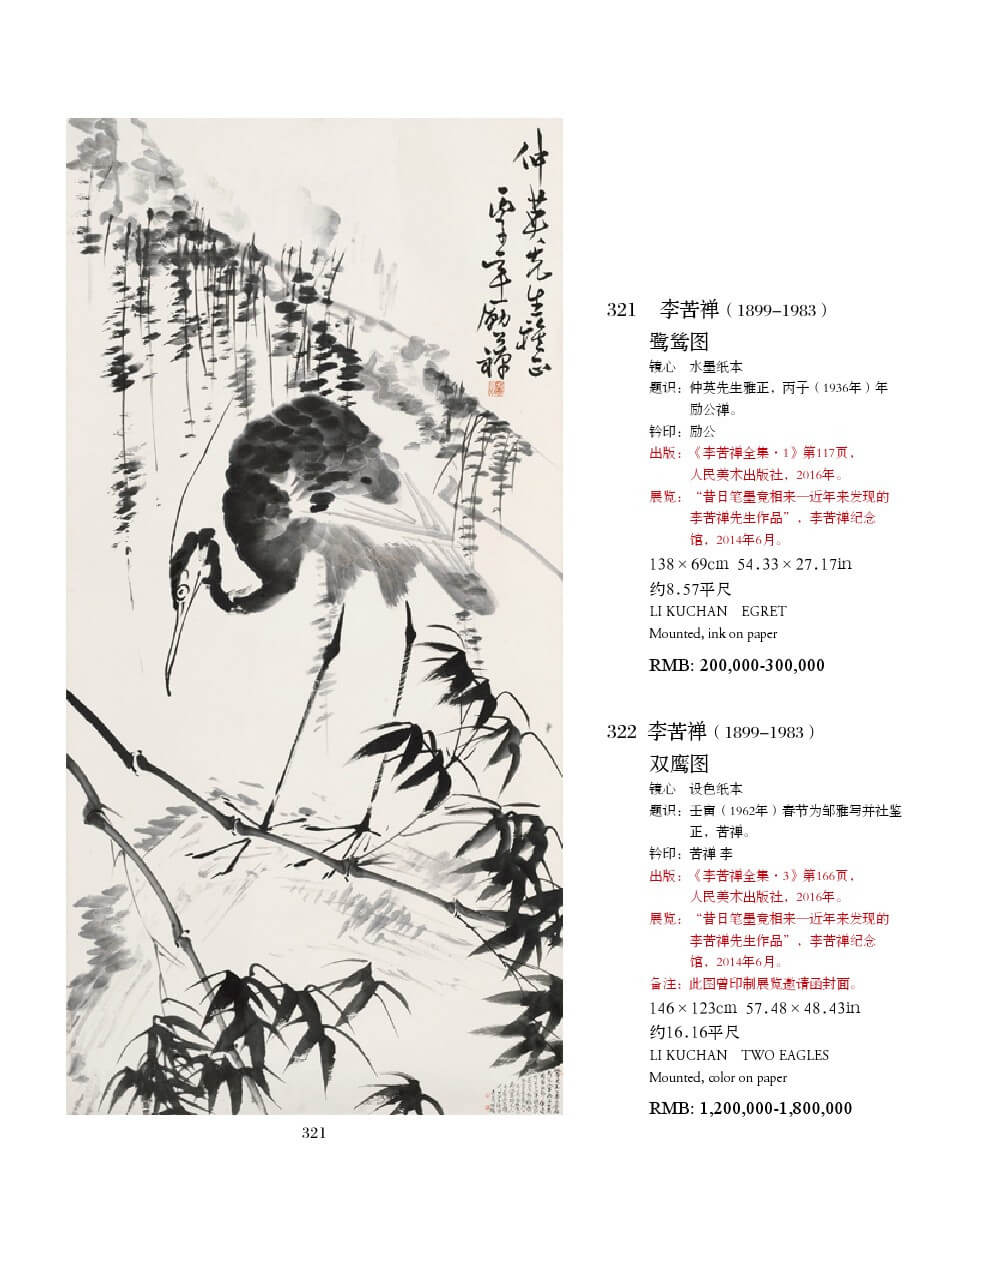 仲英先生雅正
丙子年励公禅
321 李苦禅（1899-1983）
鹭鸶图
镜心 水墨纸本
题识：仲英先生雅正，丙子（1936年）年
励公禅。
钤印：励公
出版：《李苦禅全集·1》第117页，
人民美术出版社，2016年。
展览：“昔日笔墨竞相来—近年来发现的
李苦禅先生作品”，李苦禅纪念
馆，2014年6月。
138×69cm 54.33×27.17in
约8.57平尺
LI KUCHAN EGRET
Mounted, ink on paper
RMB: 200,000-300,000
322 李苦禅（1899-1983）
双鹰图
镜心 设色纸本
题识：壬寅（1962年）春节为邹雅写并社鉴
正，苦禅。
钤印：苦禅 李
出版：《李苦禅全集·3》第166页，
人民美术出版社，2016年。
展览：“昔日笔墨竞相来—近年来发现的
李苦禅先生作品”，李苦禅纪念
馆，2014年6月。
备注：此图曾印制展览邀请函封面。
146×123cm 57.48×48.43in
约16.16平尺
LI KUCHAN TWO EAGLES
Mounted, color on paper
RMB: 1,200,000-1,800,000
321